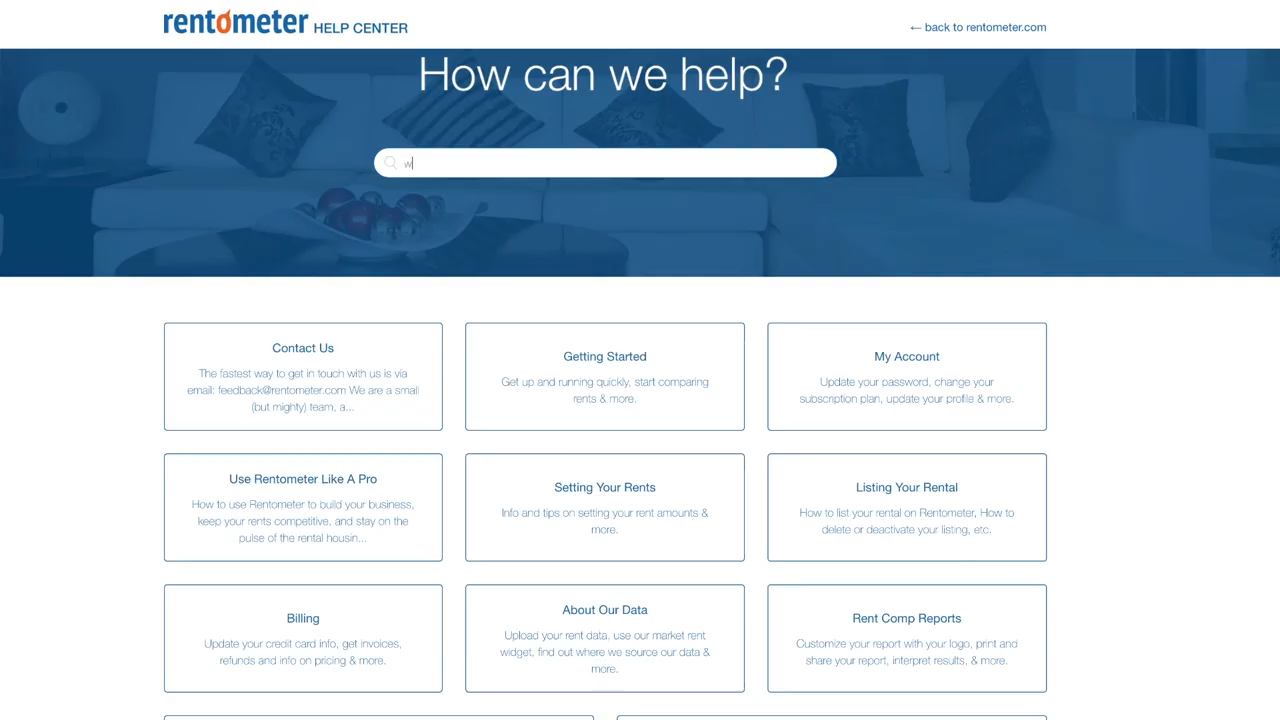 rentometer HELP CENTER
← back to rentometer.com
How can we help?
w
Contact Us
The fastest way to get in touch with us is via
email: feedback@rentometer.com We are a small
(but mighty) team, a...
Getting Started
Get up and running quickly, start comparing
rents & more.
My Account
Update your password, change your
subscription plan, update your profile & more.
Use Rentometer Like A Pro
How to use Rentometer to build your business,
keep your rents competitive, and stay on the
pulse of the rental housin...
Setting Your Rents
Info and tips on setting your rent amounts &
more.
Listing Your Rental
How to list your rental on Rentometer, How to
delete or deactivate your listing, etc.
Billing
Update your credit card info, get invoices,
refunds and info on pricing & more.
About Our Data
Upload your rent data, use our market rent
widget, find out where we source our data &
more.
Rent Comp Reports
Customize your report with your logo, print and
share your report, interpret results, & more.